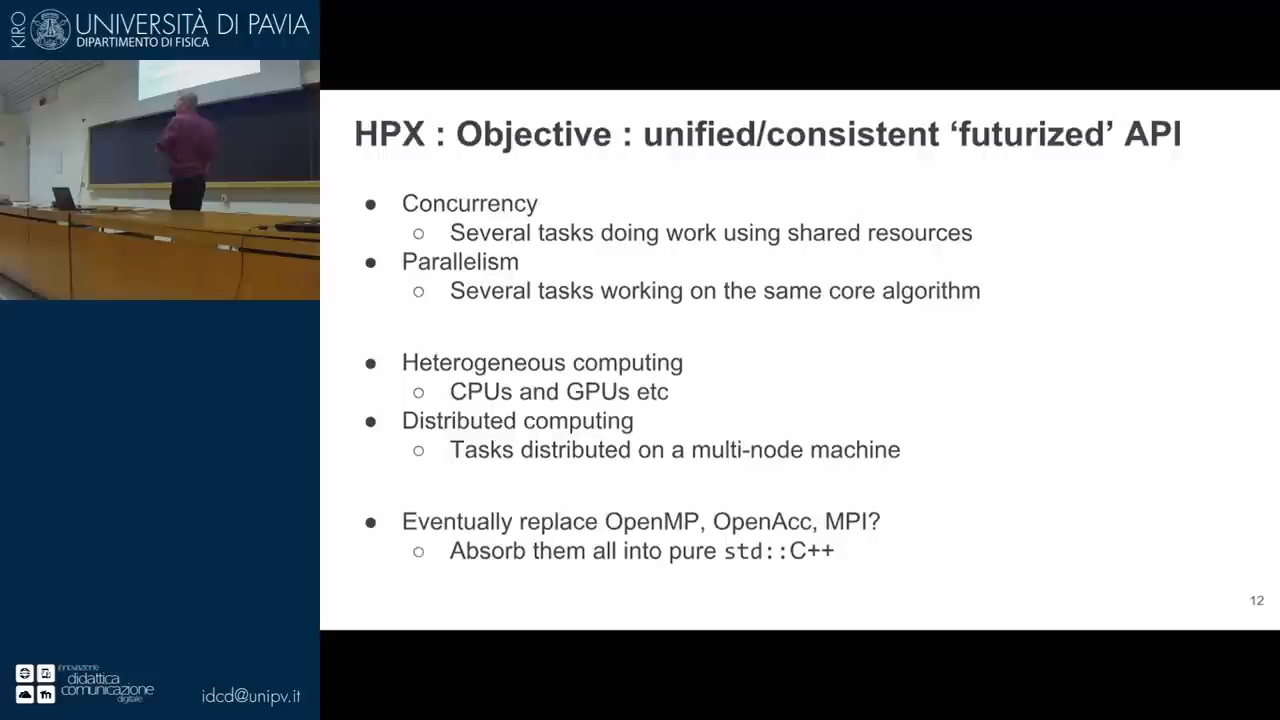 KIRO
UNIVERSITÀ DI PAVIA
DIPARTIMENTO DI FISICA
HPX : Objective : unified/consistent ‘futurized’ API
● Concurrency
○ Several tasks doing work using shared resources
● Parallelism
○ Several tasks working on the same core algorithm
● Heterogeneous computing
○ CPUs and GPUs etc
● Distributed computing
○ Tasks distributed on a multi-node machine
● Eventually replace OpenMP, OpenAcc, MPI?
○ Absorb them all into pure std::C++
12
innovazione
didattica
comunicazione
digitale
idcd@unipv.it